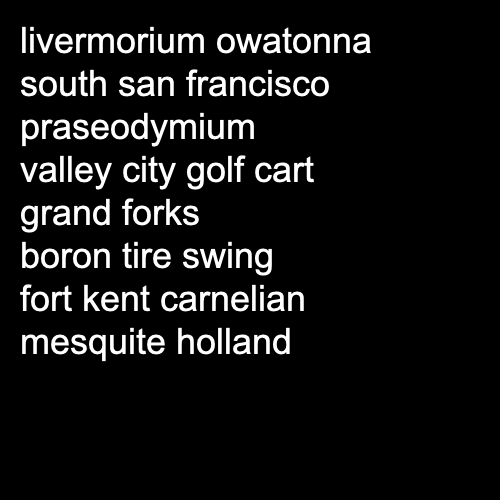 livermorium owatonna
south san francisco
praseodymium
valley city golf cart
grand forks
boron tire swing
fort kent carnelian
mesquite holland